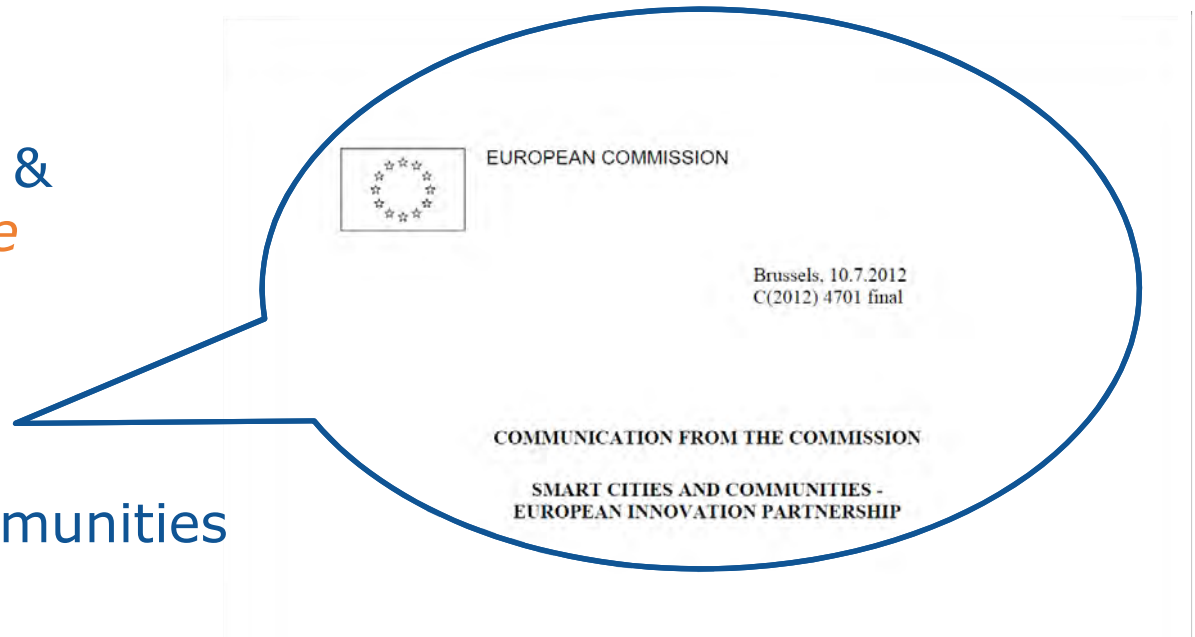 &
e
munities
EUROPEAN COMMISSION
Brussels, 10.7.2012
C(2012) 4701 final
COMMUNICATION FROM THE COMMISSION
SMART CITIES AND COMMUNITIES -
EUROPEAN INNOVATION PARTNERSHIP